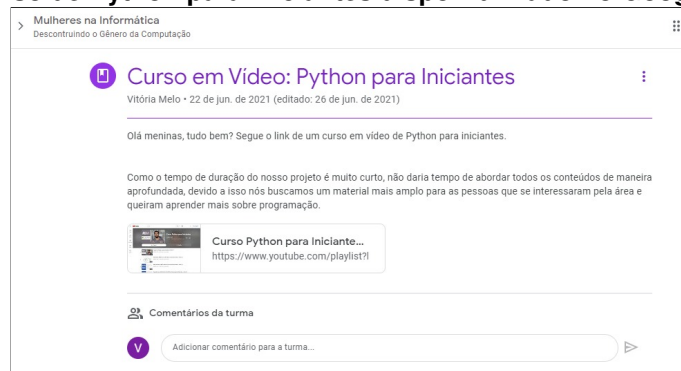 Mulheres na Informática
Descontruindo o Gênero da Computação
Curso em Vídeo: Python para Iniciantes
Vitória Melo • 22 de jun. de 2021 (editado: 26 de jun. de 2021)
Olá meninas, tudo bem? Segue o link de um curso em vídeo de Python para iniciantes.
Como o tempo de duração do nosso projeto é muito curto, não daria tempo de abordar todos os conteúdos de maneira
aprofundada, devido a isso nós buscamos um material mais amplo para as pessoas que se interessaram pela área e
queiram aprender mais sobre programação.
Curso Python para Iniciante...
https://www.youtube.com/playlist?l
Comentários da turma
V
Adicionar comentário para a turma...